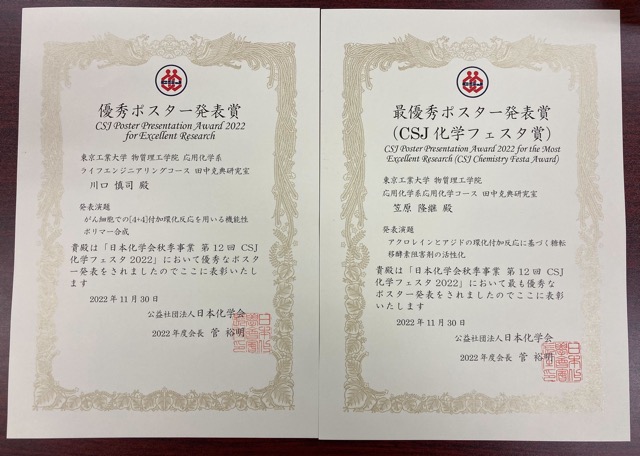 優秀ポスター発表賞
CSJ Poster Presentation Award 2022
for Excellent Research
東京工業大学 物質理工学院 応用化学系
ライフエンジニアリングコース 田中克典研究室
川口 慎司 殿
発表演題
がん細胞での[4+4]付加環化反応を用いる機能性
ポリマー合成
貴殿は「日本化学会秋季事業 第12回 CSJ
化学フェスタ 2022」において優秀なポスタ
ー発表をされましたのでここに表彰いたし
ます
2022年11月30日
公益社団法人日本化学会
2022年度会長 菅 裕明
最優秀ポスター発表賞
(CSJ 化学フェスタ賞)
CSJ Poster Presentation Award 2022 for the Most
Excellent Research (CSJ Chemistry Festa Award)
東京工業大学 物質理工学院
応用化学系応用化学コース 田中克典研究室
笠原 隆継 殿
発表演題
アクロレインとアジドの環化付加反応に基づく糖転
移酵素阻害剤の活性化
貴殿は「日本化学会秋季事業 第12回 CSJ
化学フェスタ 2022」において最も優秀な
ポスター発表をされましたのでここに表彰
いたします
2022年11月30日
公益社団法人日本化学会
2022年度会長 菅 裕明